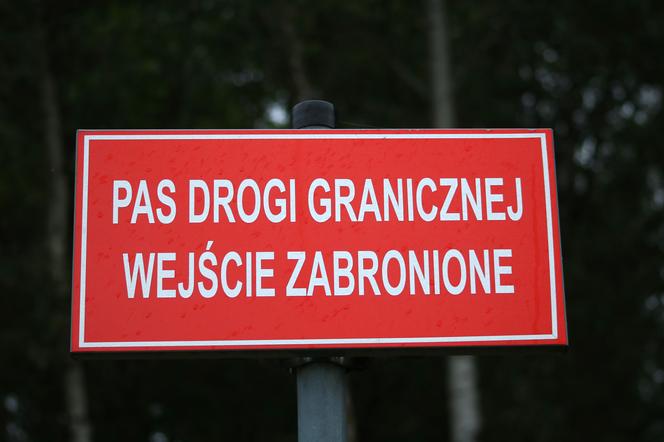 PAS DROGI GRANICZNEJ
WEJŚCIE ZABRONIONE